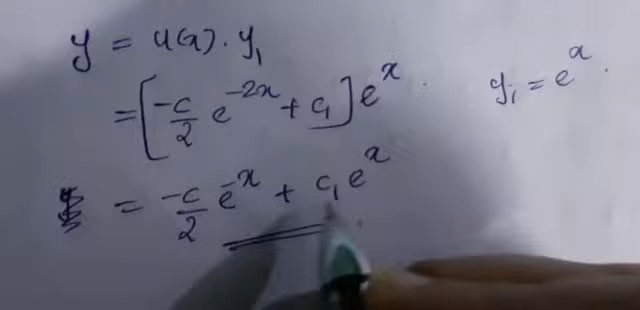 y = u(x) . y₁
= [-c/2 e^{-2x} + c₁] e^x . y₁ = e^x .
= -c/2 e^{-x} + c₁ e^x